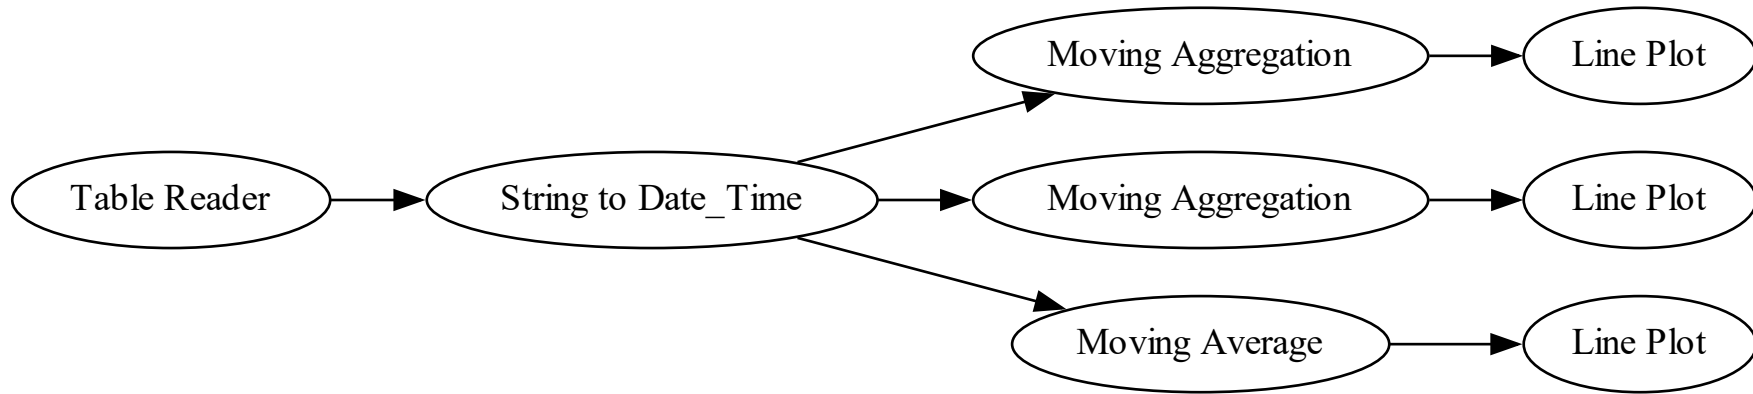 Moving Aggregation
Line Plot
Table Reader
String to Date_Time
Moving Aggregation
Line Plot
Moving Average
Line Plot